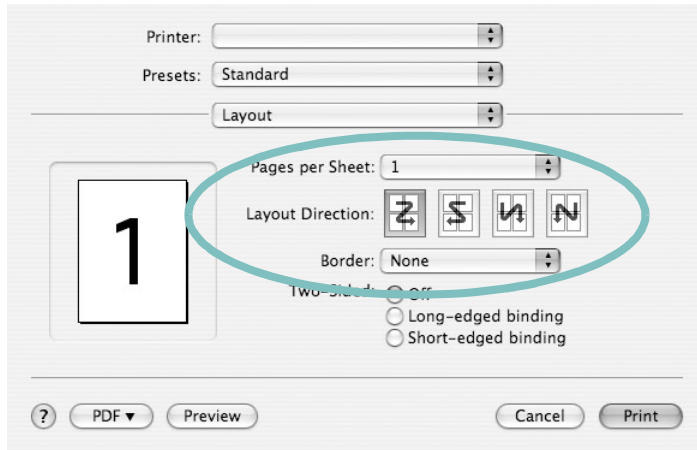 Printer:
Presets: Standard
Layout
Pages per Sheet: 1
1
Layout Direction:
Border: None
Two-Sided: Off
Long-edged binding
Short-edged binding
? PDF ▼ Preview Cancel Print